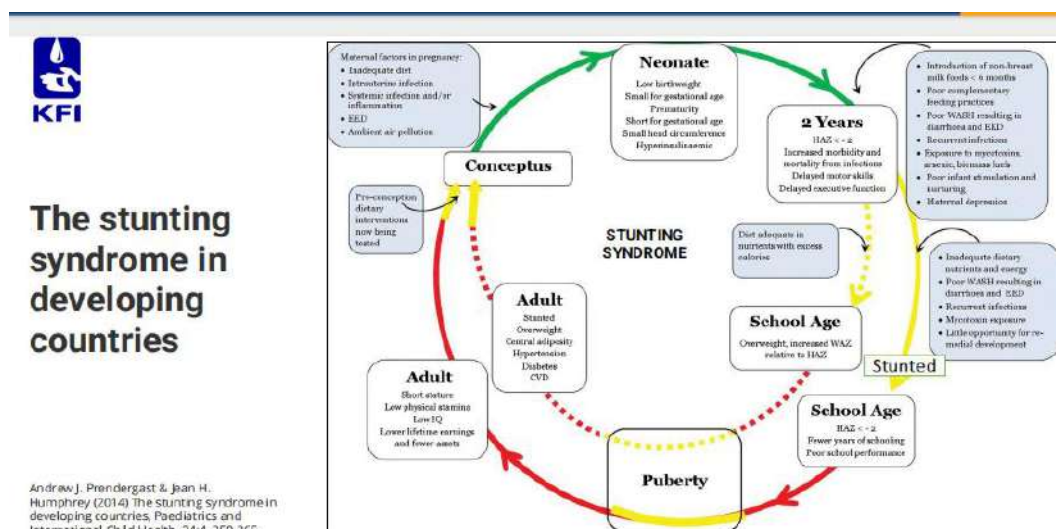 KFI
The stunting
syndrome in
developing
countries
Andrew J. Prendergast & Jean H.
Humphrey (2014) The stunting syndrome in
developing countries, Paediatrics and
International Child Health, 34:4, 250-265
Maternal factors in pregnancy:
• Inadequate diet
• Intrauterine infection
• Systemic infection and/or
inflammation
• EED
• Ambient air pollution
Neonate
Low birthweight
Small for gestational age
Prematurity
Short for gestational age
Small head circumference
Hyperinsulinaemic
2 Years
HAZ < - 2
Increased morbidity and
mortality from infections
Delayed motor skills
Delayed executive function
• Introduction of non-breast
milk foods < 6 months
• Poor complementary
feeding practices
• Poor WASH resulting in
diarrhoea and EED
• Recurrent infections
• Exposure to mycotoxins,
arsenic, biomass fuels
• Poor infant stimulation and
nurturing
• Maternal depression
Conceptus
Pre-conception
dietary
interventions
now being
tested
STUNTING
SYNDROME
Diet adequate in
nutrients with excess
calories
• Inadequate dietary
nutrients and energy
• Poor WASH resulting in
diarrhoea and EED
• Recurrent infections
• Mycotoxin exposure
• Little opportunity for re-
medial development
Adult
Stunted
Overweight
Central adiposity
Hypertension
Diabetes
CVD
School Age
Overweight, increased WAZ
relative to HAZ
Stunted
Adult
Short stature
Low physical stamina
Low IQ
Lower lifetime earnings
and fewer assets
School Age
HAZ < - 2
Fewer years of schooling
Poor school performance
Puberty